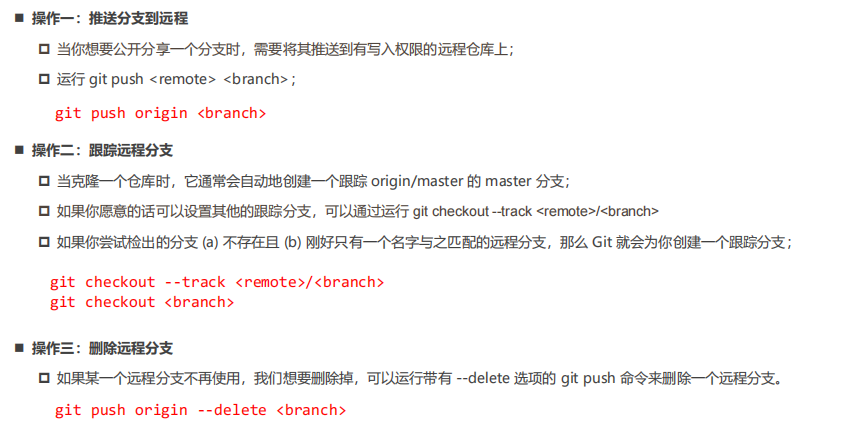 操作一：推送分支到远程
当你想要公开分享一个分支时，需要将其推送到有写入权限的远程仓库上；
运行 git push <remote> <branch>；
git push origin <branch>
操作二：跟踪远程分支
当克隆一个仓库时，它通常会自动地创建一个跟踪 origin/master 的 master 分支；
如果你愿意的话可以设置其他的跟踪分支，可以通过运行 git checkout --track <remote>/<branch>
如果你尝试检出的分支 (a) 不存在且 (b) 刚好只有一个名字与之匹配的远程分支，那么 Git 就会为你创建一个跟踪分支；
git checkout --track <remote>/<branch>
git checkout <branch>
操作三：删除远程分支
如果某一个远程分支不再使用，我们想要删除掉，可以运行带有 --delete 选项的 git push 命令来删除一个远程分支。
git push origin --delete <branch>